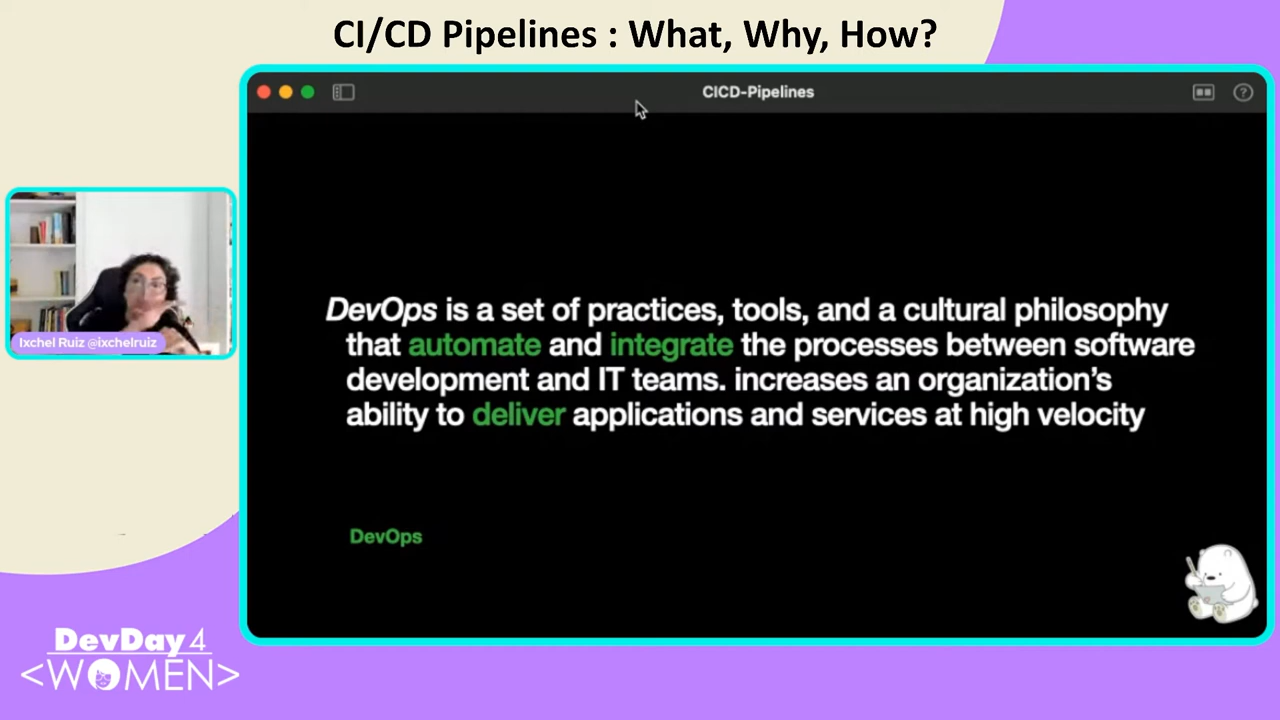 CI/CD Pipelines : What, Why, How?
CICD-Pipelines
?
DevOps is a set of practices, tools, and a cultural philosophy
that automate and integrate the processes between software
development and IT teams. increases an organization’s
ability to deliver applications and services at high velocity
DevOps
Ixchel Ruiz @ixchelruiz
DevDay4
<WOMEN>